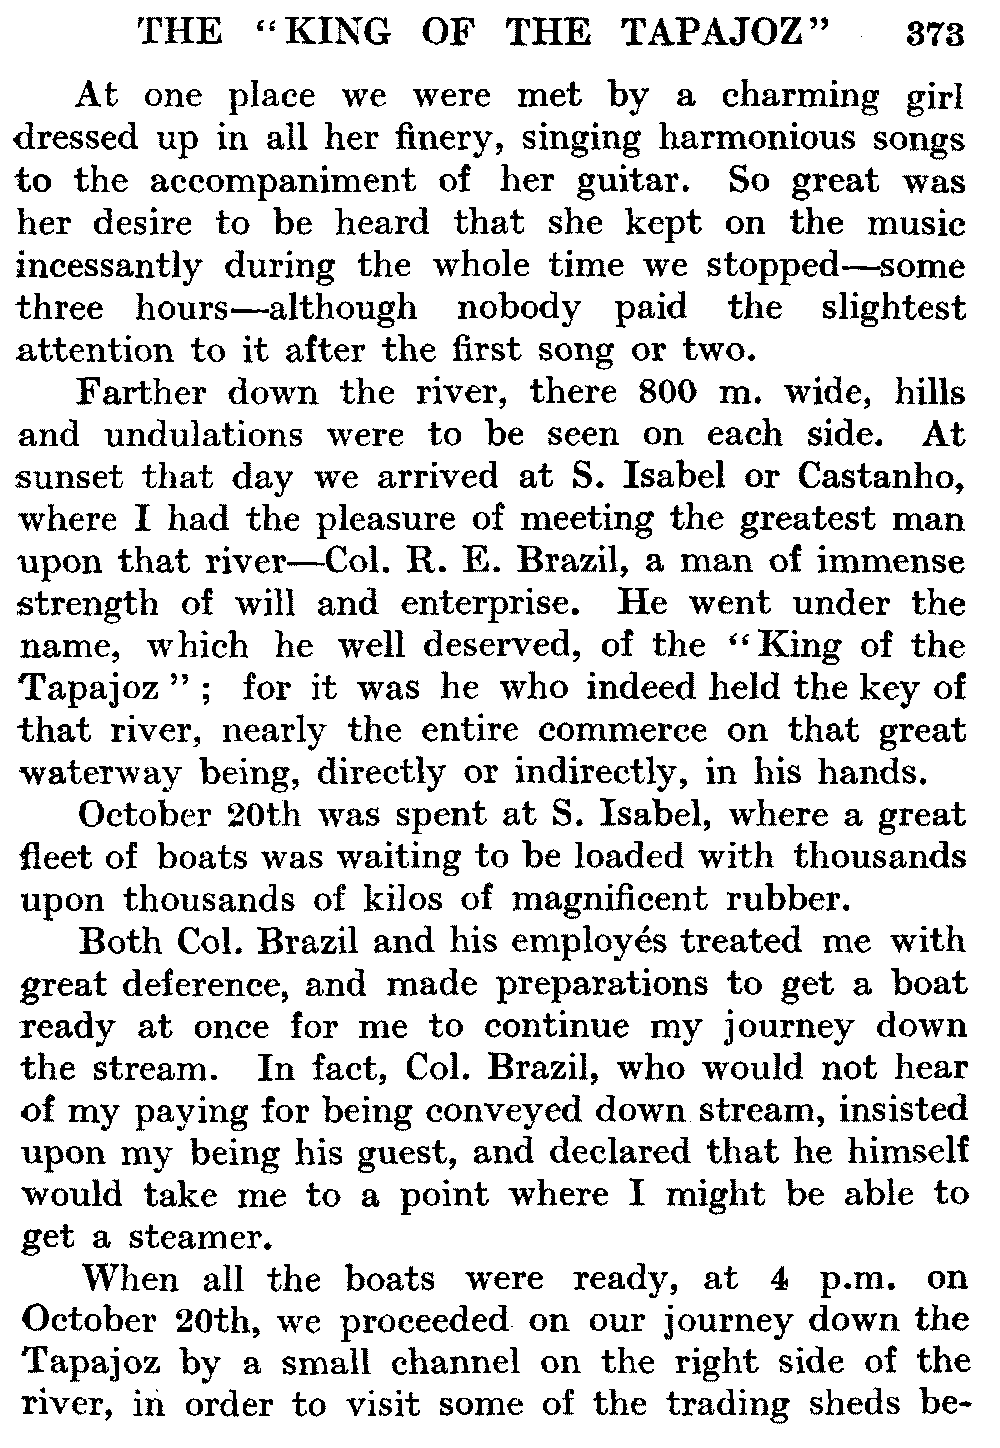 THE "KING OF THE TAPAJOZ" 373
At one place we were met by a charming girl
dressed up in all her finery, singing harmonious songs
to the accompaniment of her guitar. So great was
her desire to be heard that she kept on the music
incessantly during the whole time we stopped—some
three hours—although nobody paid the slightest
attention to it after the first song or two.
Farther down the river, there 800 m. wide, hills
and undulations were to be seen on each side. At
sunset that day we arrived at S. Isabel or Castanho,
where I had the pleasure of meeting the greatest man
upon that river—Col. R. E. Brazil, a man of immense
strength of will and enterprise. He went under the
name, which he well deserved, of the "King of the
Tapajoz"; for it was he who indeed held the key of
that river, nearly the entire commerce on that great
waterway being, directly or indirectly, in his hands.
October 20th was spent at S. Isabel, where a great
fleet of boats was waiting to be loaded with thousands
upon thousands of kilos of magnificent rubber.
Both Col. Brazil and his employés treated me with
great deference, and made preparations to get a boat
ready at once for me to continue my journey down
the stream. In fact, Col. Brazil, who would not hear
of my paying for being conveyed down stream, insisted
upon my being his guest, and declared that he himself
would take me to a point where I might be able to
get a steamer.
When all the boats were ready, at 4 p.m. on
October 20th, we proceeded on our journey down the
Tapajoz by a small channel on the right side of the
river, in order to visit some of the trading sheds be-